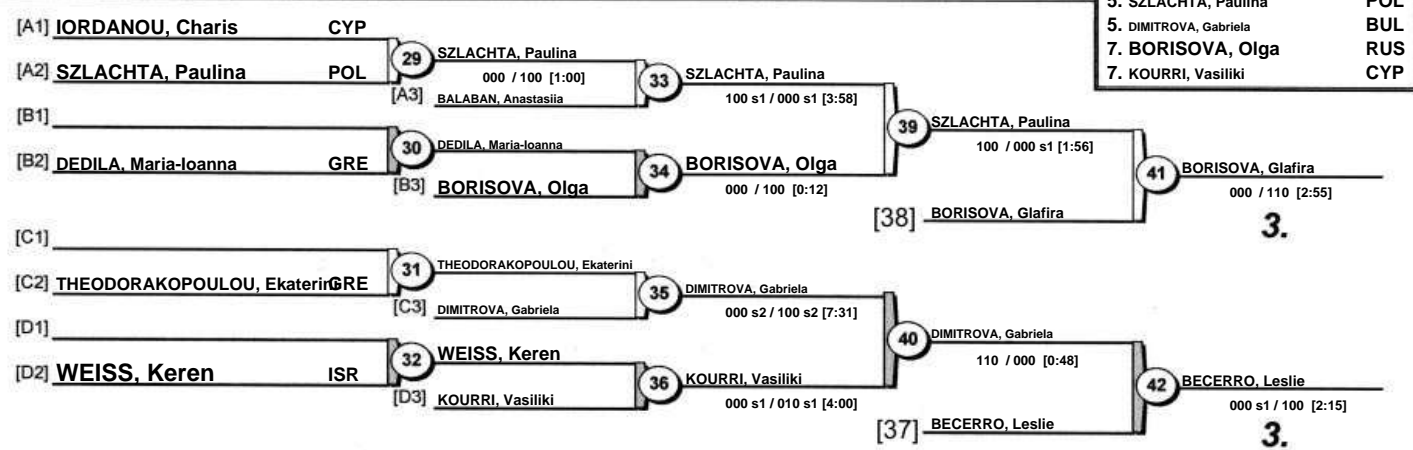 5. SZLACHTA, Paulina POL
5. DIMITROVA, Gabriela BUL
7. BORISOVA, Olga RUS
7. KOURRI, Vasiliki CYP
[A1] IORDANOU, Charis CYP
29
SZLACHTA, Paulina
000 / 100 [1:00]
[A2] SZLACHTA, Paulina POL
[A3] BALABAN, Anastasiia
33
SZLACHTA, Paulina
100 s1 / 000 s1 [3:58]
[B1]
30
DEDILA, Maria-Ioanna
[B2] DEDILA, Maria-Ioanna GRE
[B3] BORISOVA, Olga
34
BORISOVA, Olga
000 / 100 [0:12]
39
SZLACHTA, Paulina
100 / 000 s1 [1:56]
[38] BORISOVA, Glafira
41
BORISOVA, Glafira
000 / 110 [2:55]
3.
[C1]
31
THEODORAKOPOULOU, Ekaterini
[C2] THEODORAKOPOULOU, Ekaterini GRE
[C3] DIMITROVA, Gabriela
35
DIMITROVA, Gabriela
000 s2 / 100 s2 [7:31]
[D1]
32
WEISS, Keren
[D2] WEISS, Keren ISR
[D3] KOURRI, Vasiliki
36
KOURRI, Vasiliki
000 s1 / 010 s1 [4:00]
40
DIMITROVA, Gabriela
110 / 000 [0:48]
[37] BECERRO, Leslie
42
BECERRO, Leslie
000 s1 / 100 [2:15]
3.